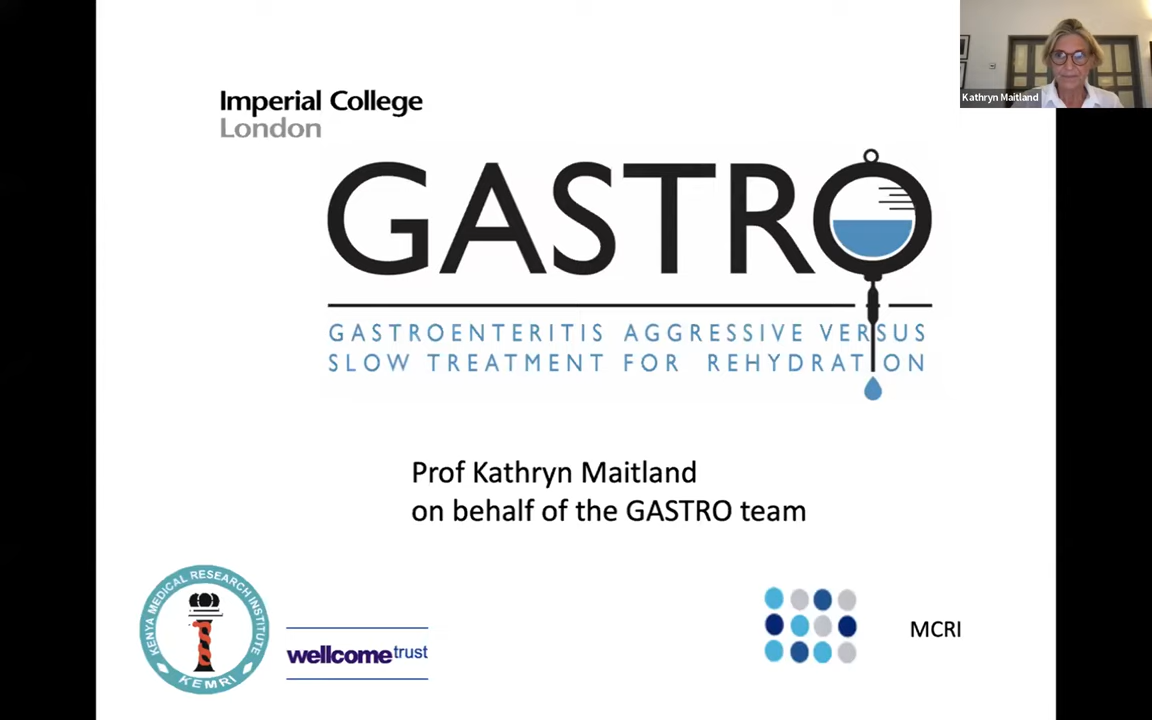 Kathryn Maitland
Imperial College
London
GASTRO
GASTROENTERITIS AGGRESSIVE VERSUS
SLOW TREATMENT FOR REHYDRATION
Prof Kathryn Maitland
on behalf of the GASTRO team
KENYA MEDICAL RESEARCH INSTITUTE
KEMRI
wellcometrust
MCRI